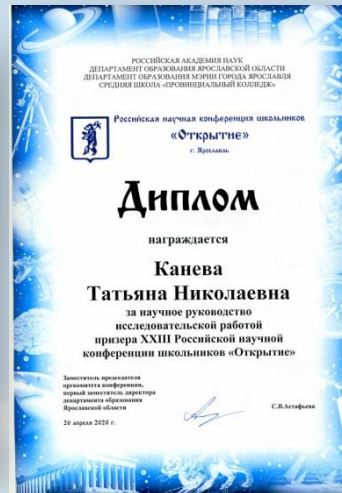 РОССИЙСКАЯ АКАДЕМИЯ НАУК
ДЕПАРТАМЕНТ ОБРАЗОВАНИЯ ЯРОСЛАВСКОЙ ОБЛАСТИ
ДЕПАРТАМЕНТ ОБРАЗОВАНИЯ МЭРИИ ГОРОДА ЯРОСЛАВЛЯ
СРЕДНЯЯ ШКОЛА «ПРОВИНЦИАЛЬНЫЙ КОЛЛЕДЖ»
Российская научная конференция школьников
«Открытие»
г. Ярославль
Диплом
награждается
Канева
Татьяна Николаевна
за научное руководство
исследовательской работой
призера XXIII Российской научной
конференции школьников «Открытие»
Заместитель председателя
оргкомитета конференции,
первый заместитель директора
департамента образования
Ярославской области
С.В.Астафьева
26 апреля 2020 г.